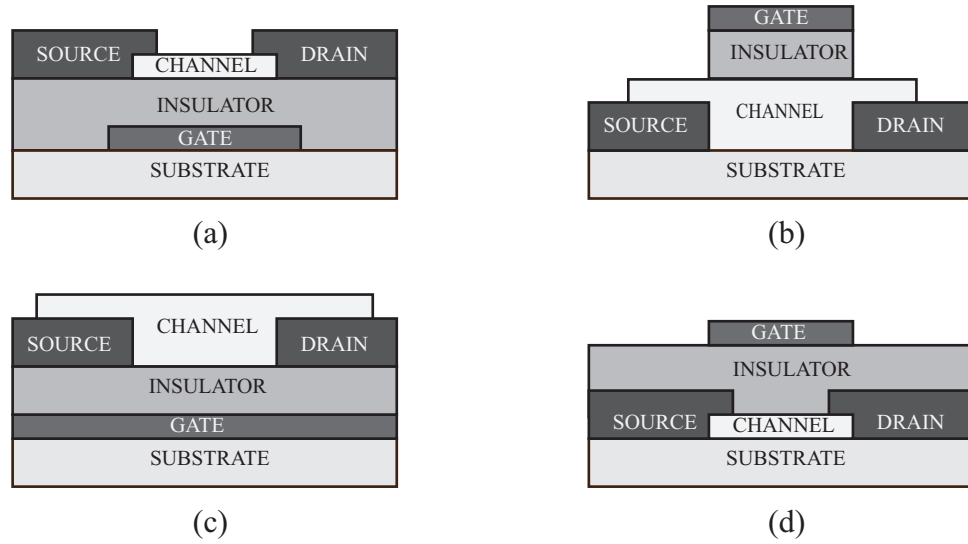 SOURCE
DRAIN
CHANNEL
INSULATOR
GATE
SUBSTRATE
(a)
GATE
INSULATOR
CHANNEL
SOURCE
DRAIN
SUBSTRATE
(b)
CHANNEL
SOURCE
DRAIN
INSULATOR
GATE
SUBSTRATE
(c)
GATE
INSULATOR
SOURCE
CHANNEL
DRAIN
SUBSTRATE
(d)